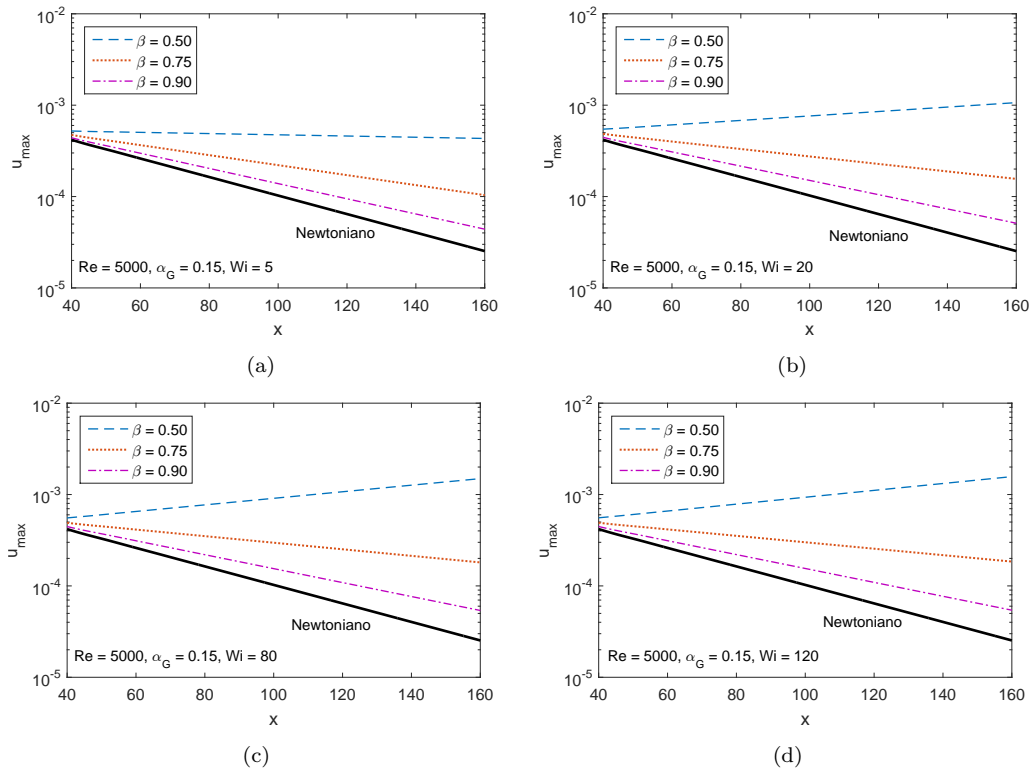 10^-2
10^-3
10^-4
10^-5
u_max
β = 0.50
β = 0.75
β = 0.90
Newtoniano
Re = 5000, α_G = 0.15, Wi = 5
40 60 80 100 120 140 160
x
(a)
10^-2
10^-3
10^-4
10^-5
u_max
β = 0.50
β = 0.75
β = 0.90
Newtoniano
Re = 5000, α_G = 0.15, Wi = 20
40 60 80 100 120 140 160
x
(b)
10^-2
10^-3
10^-4
10^-5
u_max
β = 0.50
β = 0.75
β = 0.90
Newtoniano
Re = 5000, α_G = 0.15, Wi = 80
40 60 80 100 120 140 160
x
(c)
10^-2
10^-3
10^-4
10^-5
u_max
β = 0.50
β = 0.75
β = 0.90
Newtoniano
Re = 5000, α_G = 0.15, Wi = 120
40 60 80 100 120 140 160
x
(d)